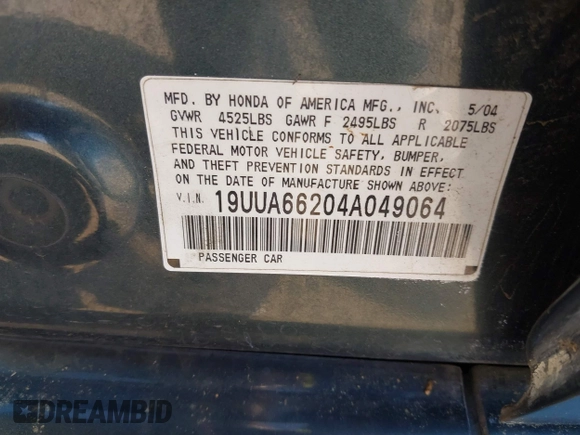 MFD. BY HONDA OF AMERICA MFG., INC. 5/04
GVWR 4525LBS GAWR F 2495LBS R 2075LBS
THIS VEHICLE CONFORMS TO ALL APPLICABLE
FEDERAL MOTOR VEHICLE SAFETY, BUMPER,
AND THEFT PREVENTION STANDARDS IN EFFECT
ON THE DATE OF MANUFACTURE SHOWN ABOVE:
V.I.N. 19UUA66204A049064
PASSENGER CAR
DREAMBID